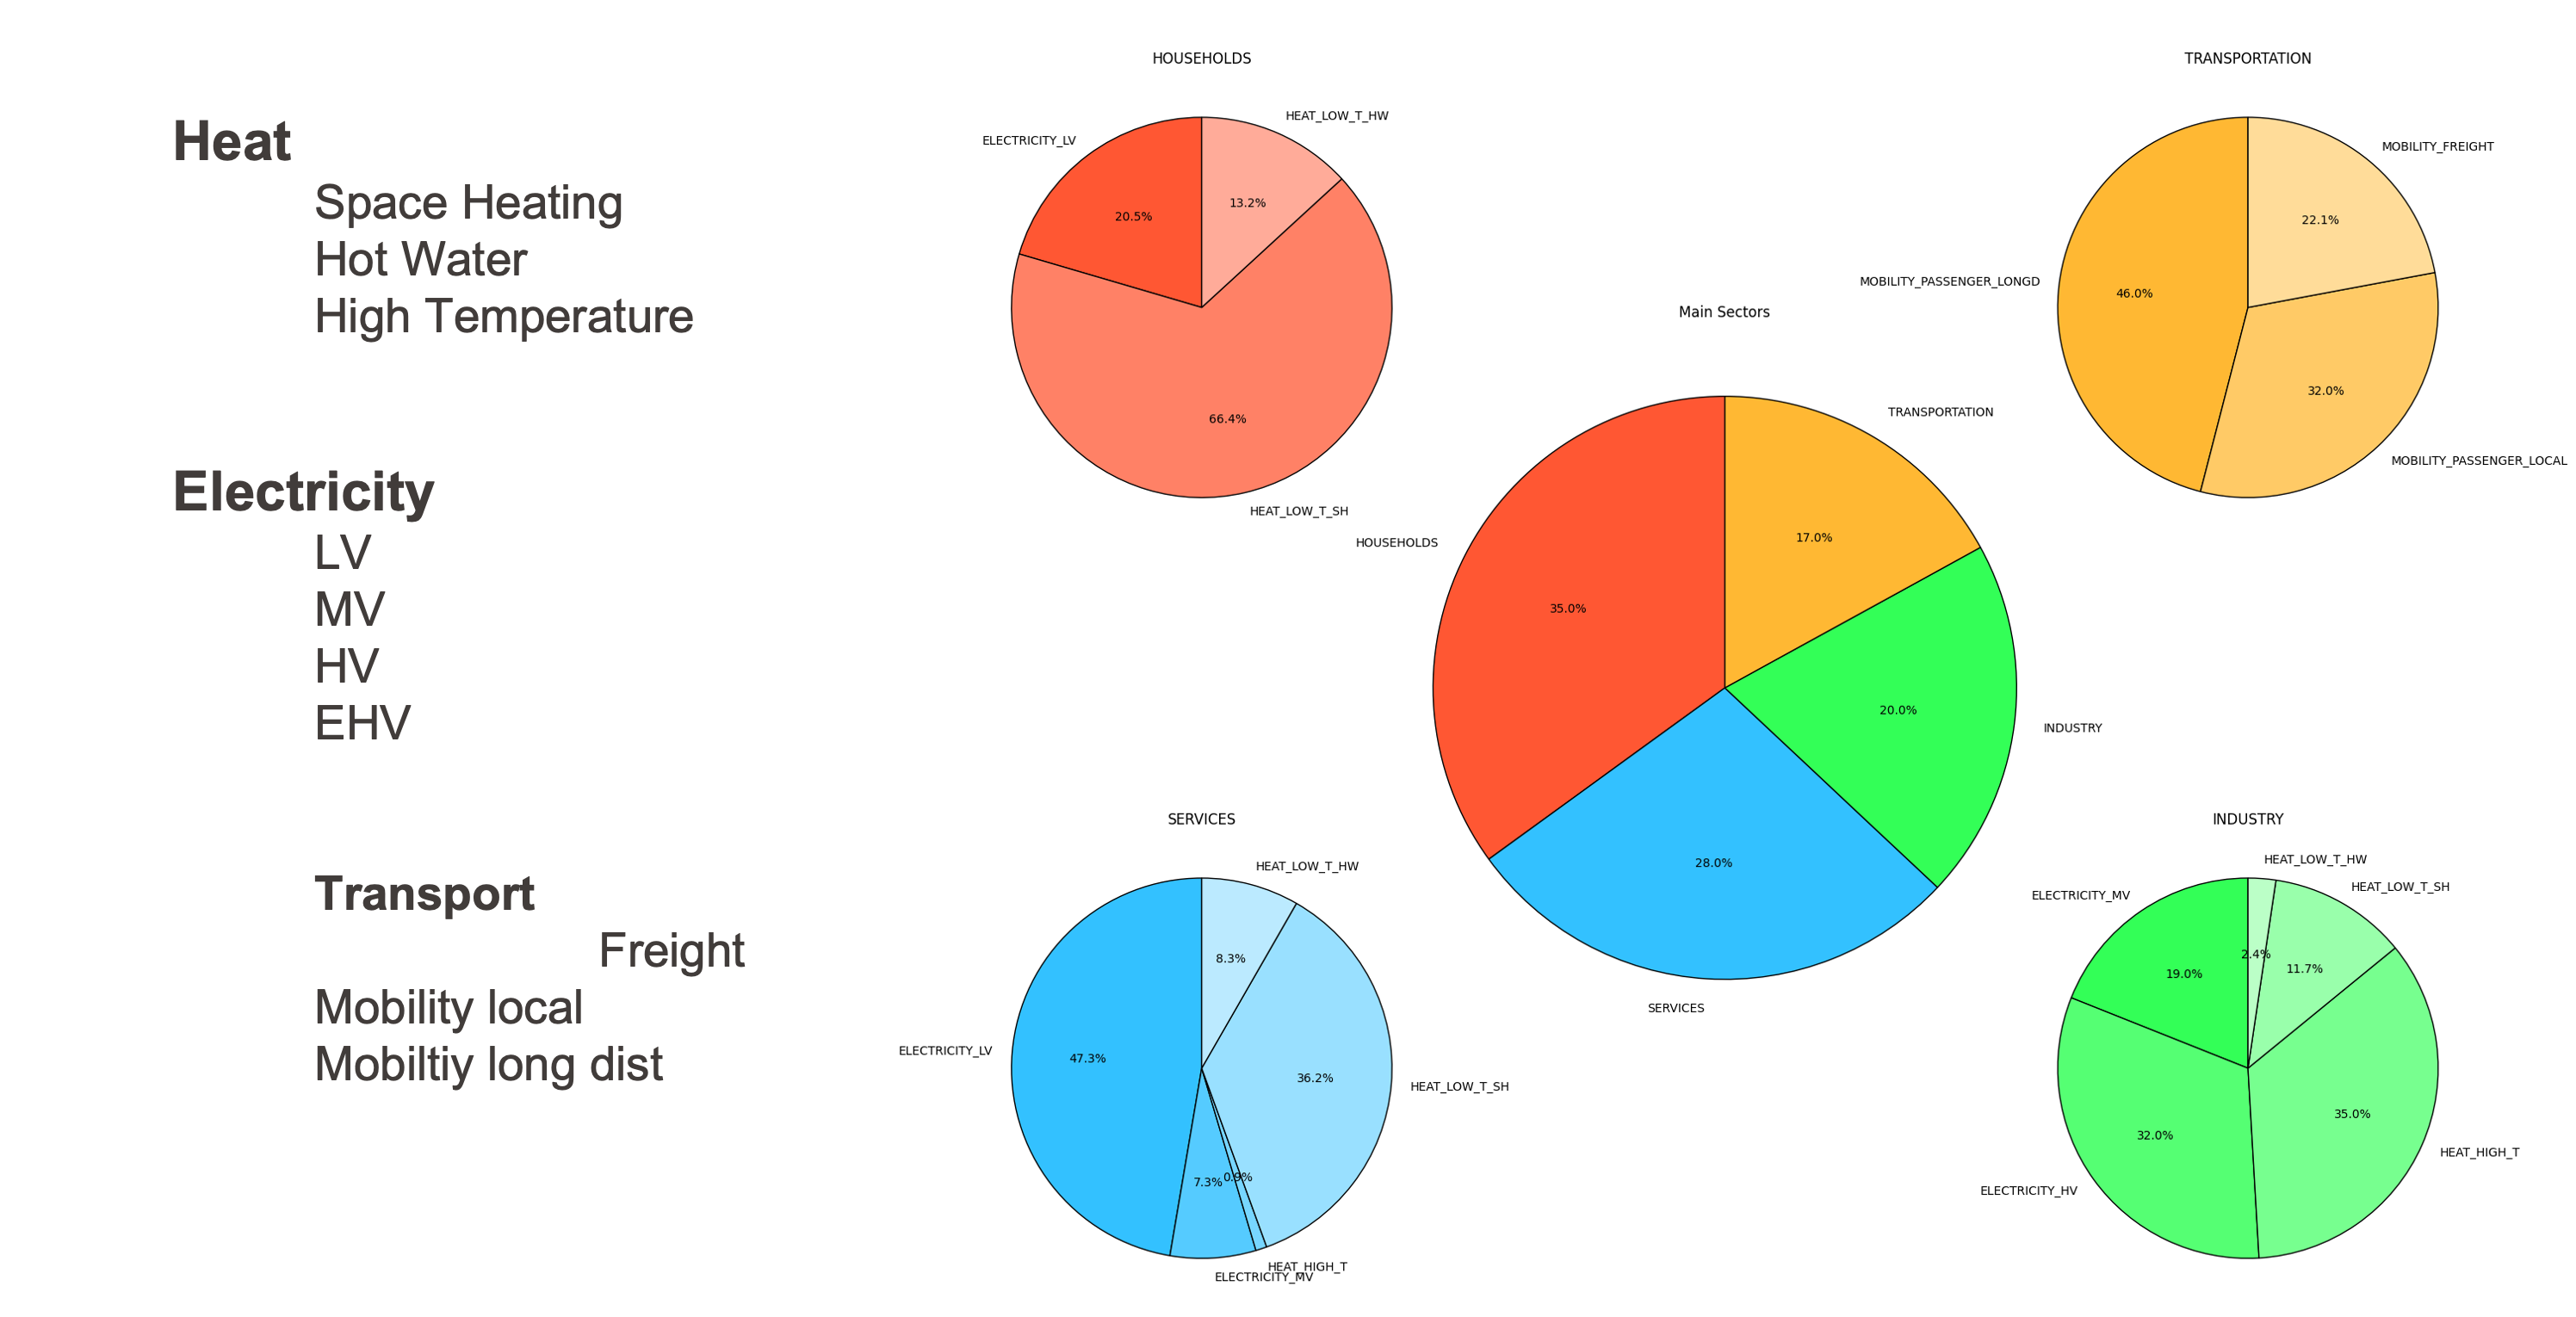 Heat
Space Heating
Hot Water
High Temperature
Electricity
LV
MV
HV
EHV
Transport
Freight
Mobility local
Mobiltiy long dist
HOUSEHOLDS
HEAT_LOW_T_HW
ELECTRICITY_LV
13.2%
20.5%
66.4%
HEAT_LOW_T_SH
TRANSPORTATION
MOBILITY_FREIGHT
22.1%
MOBILITY_PASSENGER_LONGD
46.0%
32.0%
MOBILITY_PASSENGER_LOCAL
Main Sectors
TRANSPORTATION
HOUSEHOLDS
17.0%
35.0%
20.0%
INDUSTRY
28.0%
SERVICES
SERVICES
HEAT_LOW_T_HW
8.3%
ELECTRICITY_LV
47.3%
36.2%
HEAT_LOW_T_SH
7.3%
0.9%
HEAT_HIGH_T
ELECTRICITY_MV
INDUSTRY
HEAT_LOW_T_HW
HEAT_LOW_T_SH
ELECTRICITY_MV
2.4%
11.7%
19.0%
35.0%
32.0%
HEAT_HIGH_T
ELECTRICITY_HV